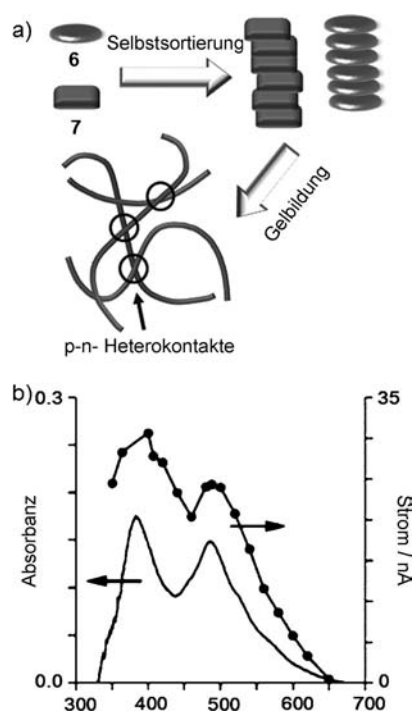 a)
6
Selbstsortierung
7
Gelbildung
p-n- Heterokontakte
b)
0.3
35
Absorbanz
Strom / nA
0.0
0
300 400 500 600 700